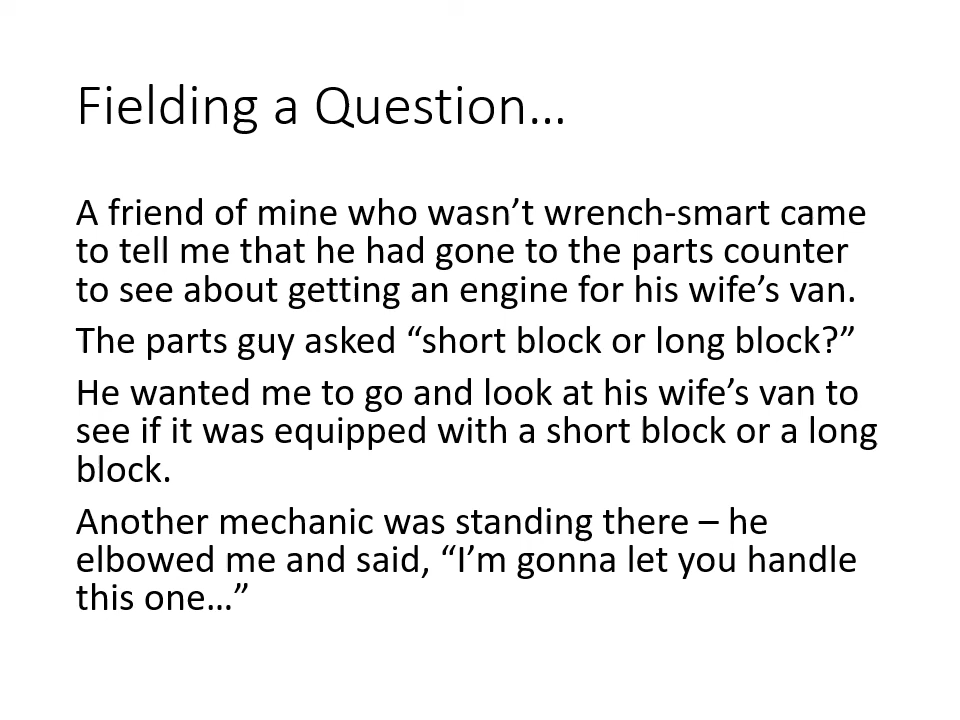 Fielding a Question…
A friend of mine who wasn’t wrench-smart came
to tell me that he had gone to the parts counter
to see about getting an engine for his wife’s van.
The parts guy asked “short block or long block?”
He wanted me to go and look at his wife’s van to
see if it was equipped with a short block or a long
block.
Another mechanic was standing there – he
elbowed me and said, “I’m gonna let you handle
this one…”